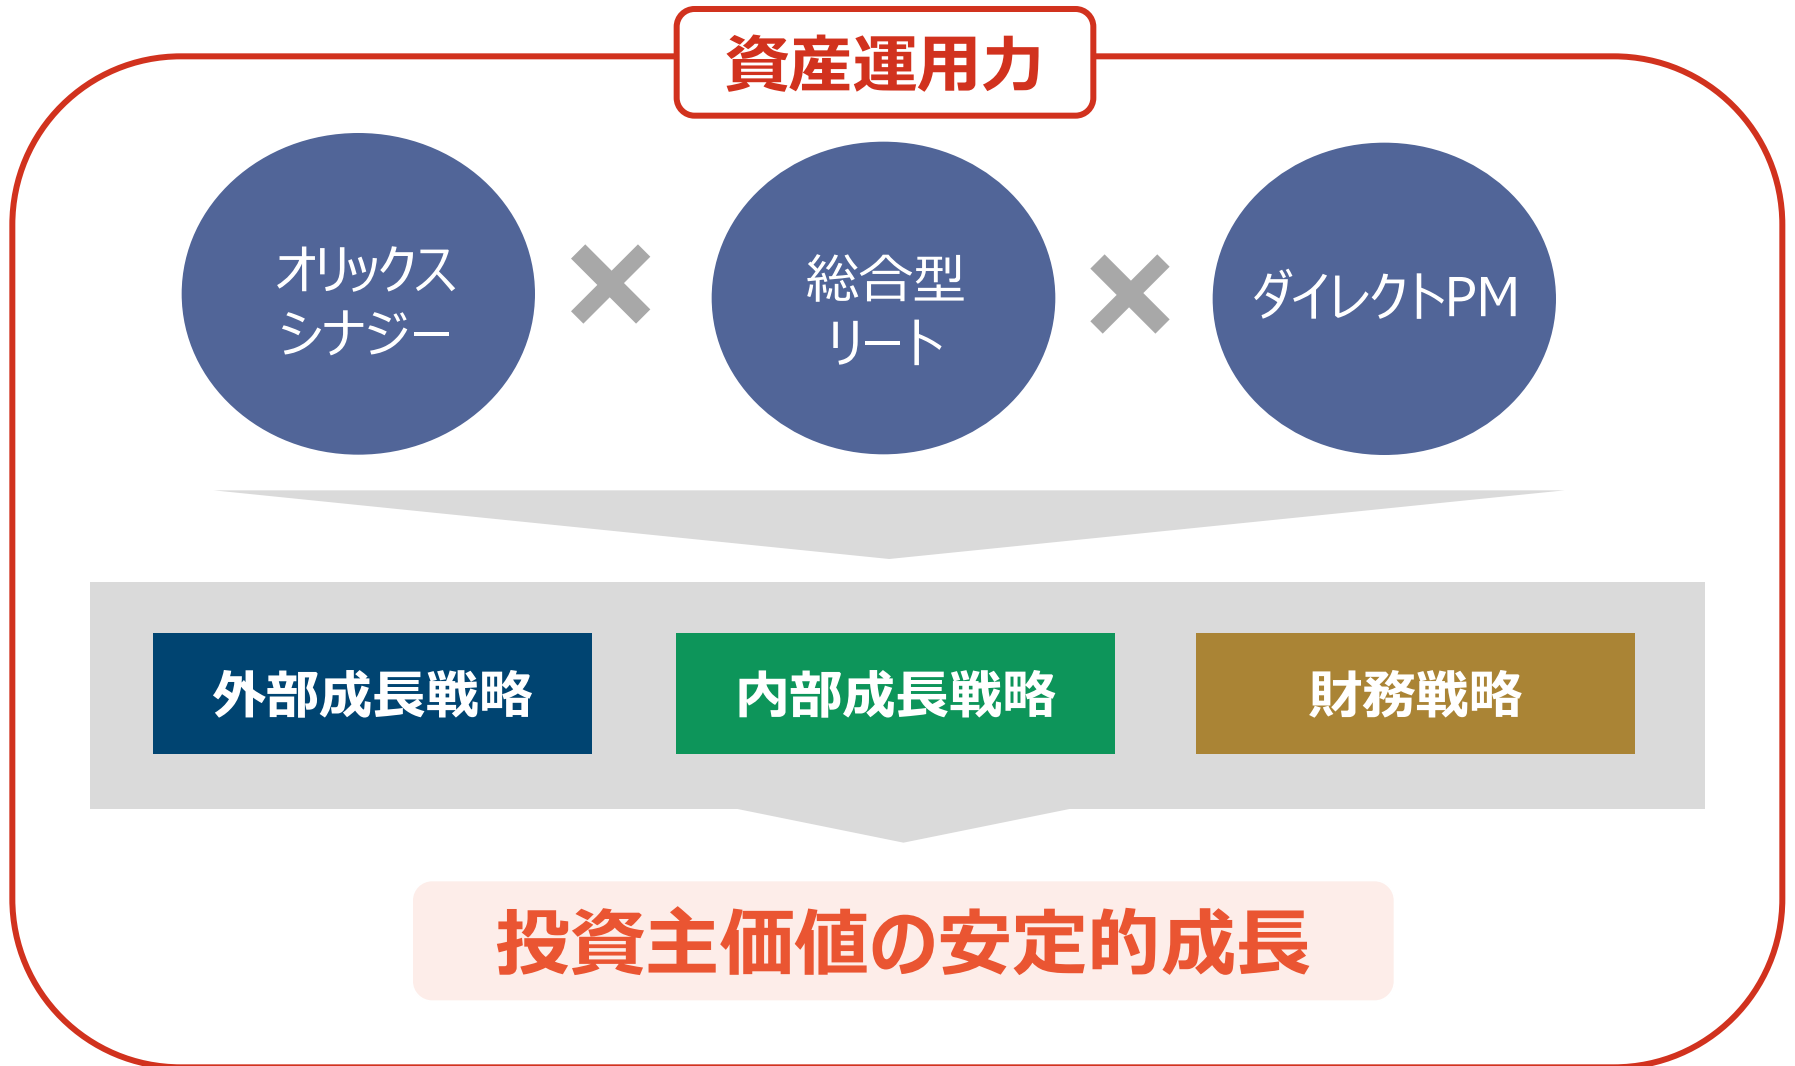 資産運用力
オリックス
シナジー
総合型
リート
ダイレクトPM
外部成長戦略
内部成長戦略
財務戦略
投資主価値の安定的成長